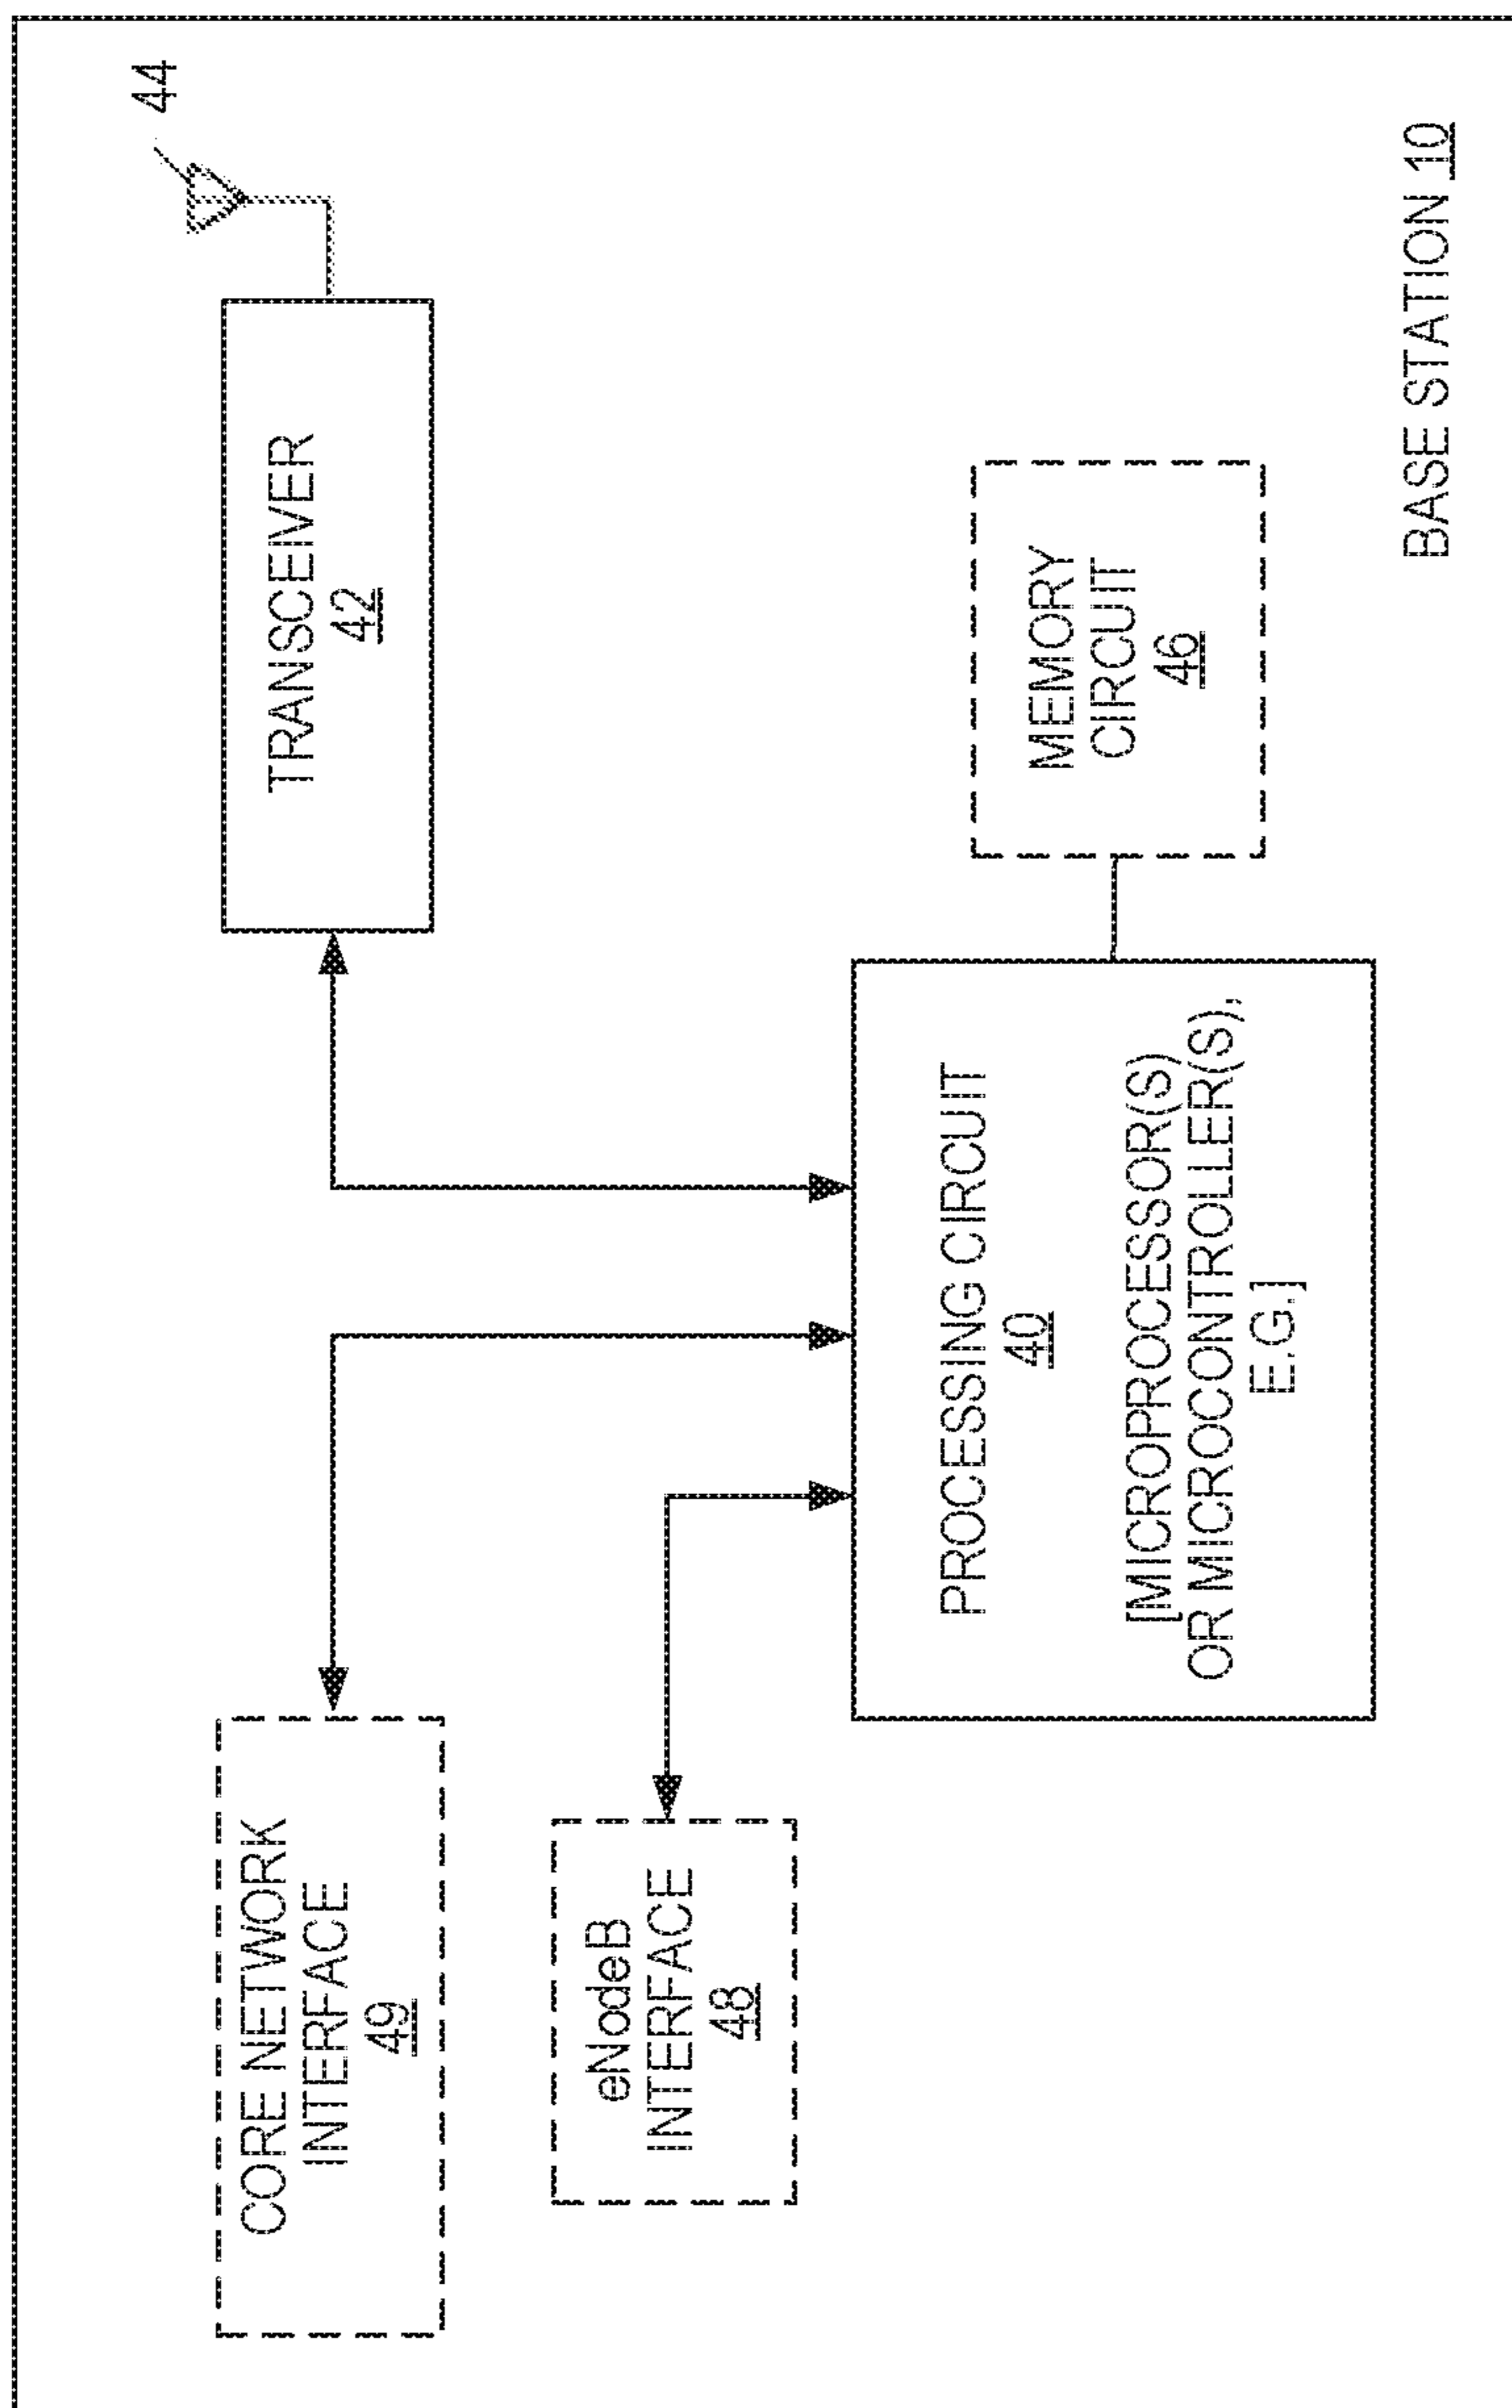 44
CORE NETWORK
INTERFACE
49
TRANSCEIVER
42
eNodeB
INTERFACE
48
PROCESSING CIRCUIT
40
[MICROPROCESSOR(S)
OR MICROCONTROLLER(S),
E.G.]
MEMORY
CIRCUIT
46
BASE STATION 10